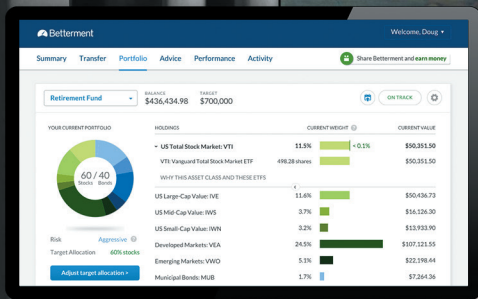 Betterment
Welcome, Doug
Summary Transfer Portfolio Advice Performance Activity
Share Betterment and earn money
Retirement Fund
BALANCE
$436,434.98
TARGET
$700,000
ON TRACK
YOUR CURRENT PORTFOLIO
60/40
Stocks Bonds
Risk Aggressive
Target Allocation 60% stocks
Adjust target allocation >
HOLDINGS CURRENT WEIGHT CURRENT VALUE
US Total Stock Market: VTI 11.5% < 0.1% $50,351.50
VTI: Vanguard Total Stock Market ETF 498.28 shares $50,351.50
WHY THIS ASSET CLASS AND THESE ETFS
US Large-Cap Value: IVE 11.6% $50,436.73
US Mid-Cap Value: IWS 3.7% $16,126.30
US Small-Cap Value: IWN 3.2% $13,933.90
Developed Markets: VEA 24.5% $107,121.55
Emerging Markets: VWO 5.1% $22,198.44
Municipal Bonds: MUB 1.7% $7,264.36